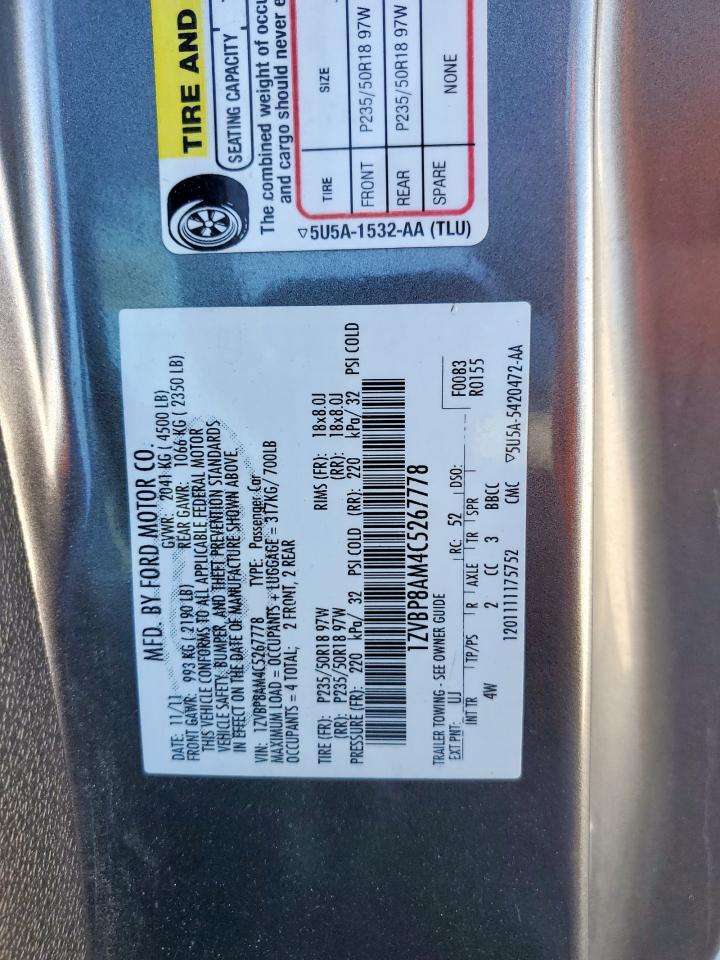 TIRE AND
SEATING CAPACITY
The combined weight of occu
and cargo should never e
TIRE SIZE
FRONT P235/50R18 97W
REAR P235/50R18 97W
SPARE NONE
▽5U5A-1532-AA (TLU)
MFD. BY FORD MOTOR CO.
DATE: 11/11 GVWR: 2041 KG ( 4500 LB)
FRONT GAWR: 993 KG ( 2190 LB) REAR GAWR: 1066 KG ( 2350 LB)
THIS VEHICLE CONFORMS TO ALL APPLICABLE FEDERAL MOTOR
VEHICLE SAFETY, BUMPER, AND THEFT PREVENTION STANDARDS
IN EFFECT ON THE DATE OF MANUFACTURE SHOWN ABOVE.
VIN: 1ZVBP8AM4C5267778 TYPE: Passenger Car
MAXIMUM LOAD = OCCUPANTS + LUGGAGE = 317KG/ 700LB
OCCUPANTS = 4 TOTAL; 2 FRONT, 2 REAR
TIRE (FR): P235/50R18 97W RIMS (FR): 18x8.0J
(RR): P235/50R18 97W (RR): 18x8.0J
PRESSURE (FR): 220 kPa/ 32 PSI COLD (RR): 220 kPa/ 32 PSI COLD
1ZVBP8AM4C5267778
TRAILER TOWING - SEE OWNER GUIDE F0083
EXT PNT: UJ RC: 52 DSO: R0155
INT TR TP/PS R AXLE TR SPR
4W 2 CC 3 BBCC
12011111175752 CMC ▽5U5A-5420472-AA